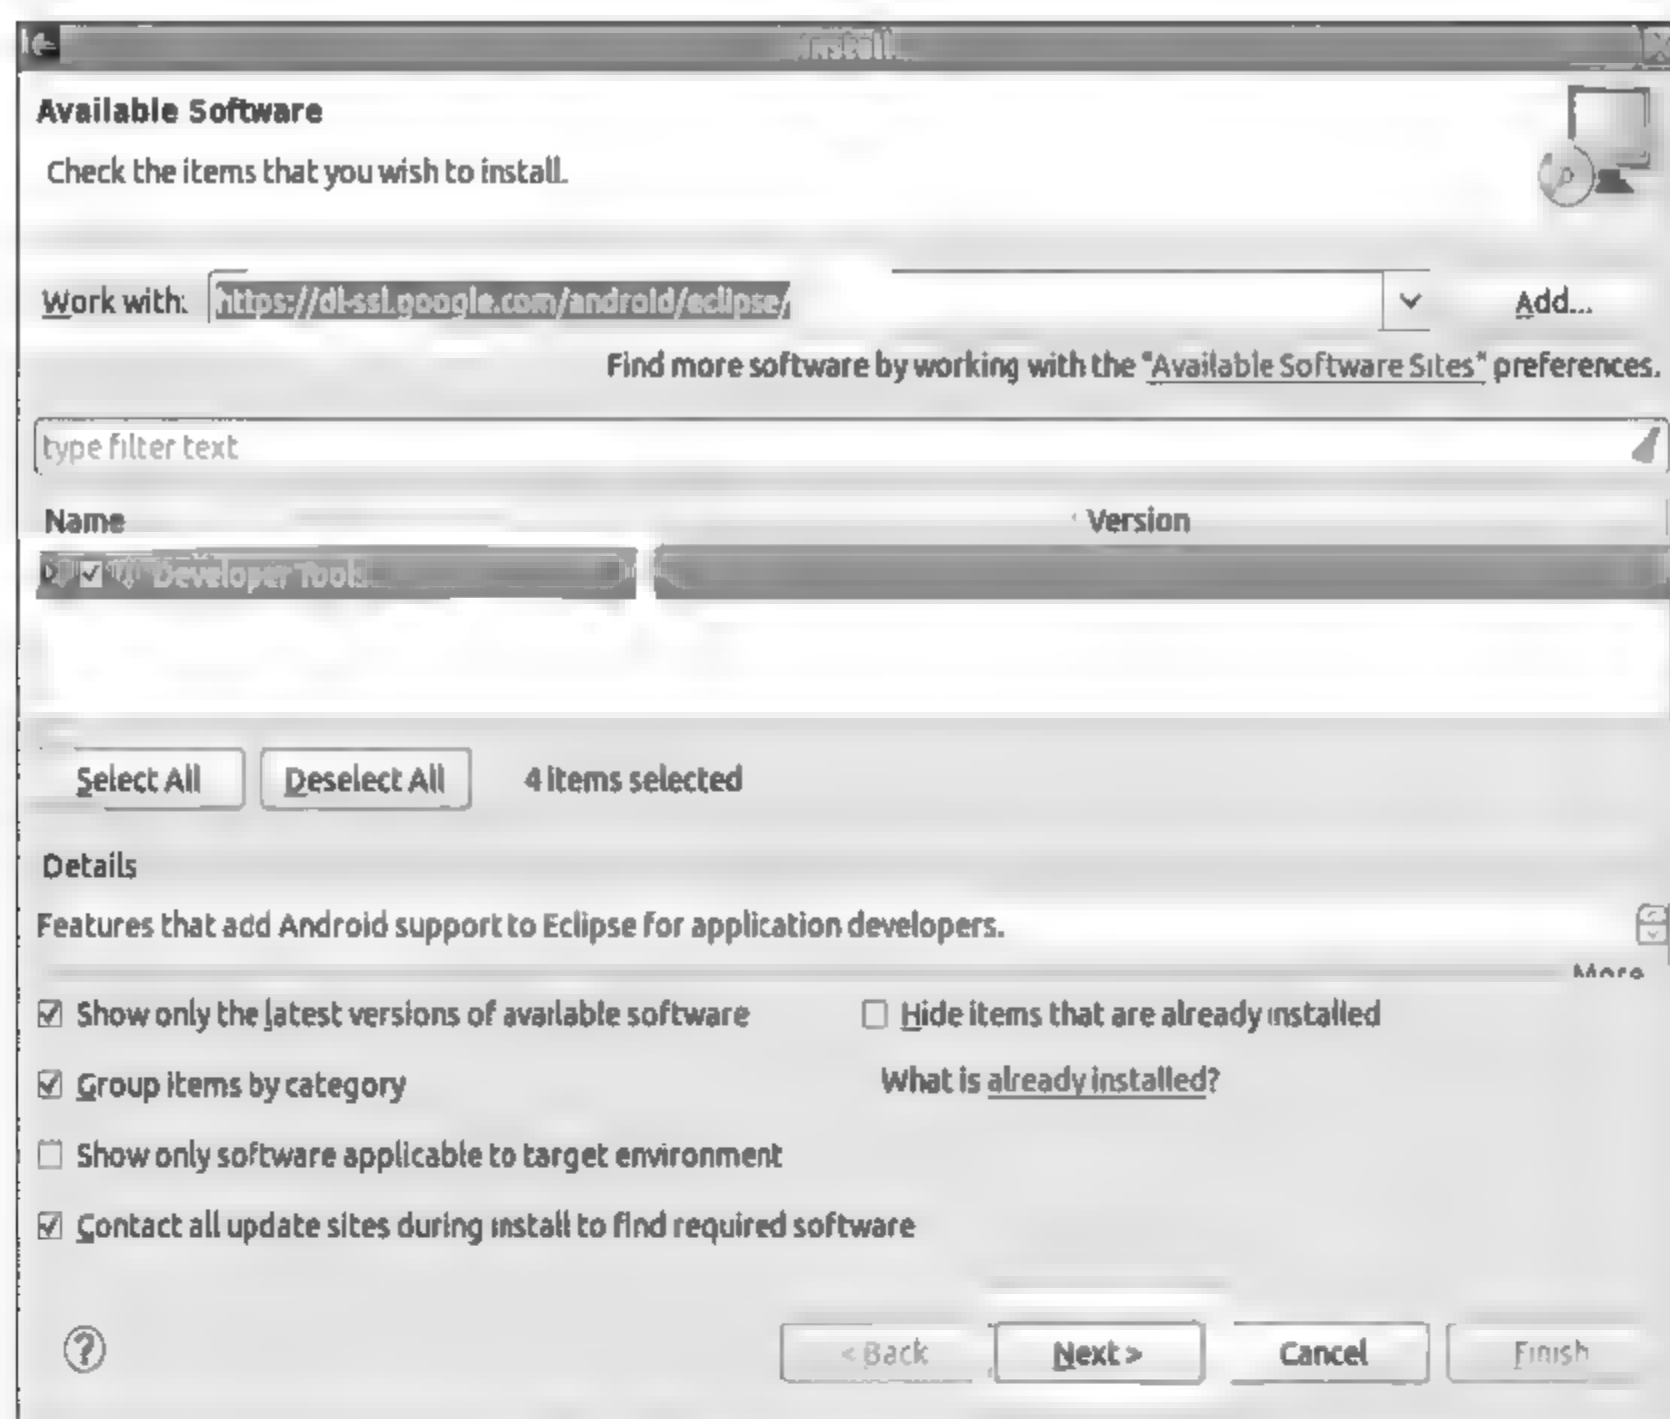 Install
Available Software
Check the items that you wish to install.
Work with: https://dl-ssl.google.com/android/eclipse/ Add...
Find more software by working with the "Available Software Sites" preferences.
type filter text
Name Version
Developer Tools
Select All Deselect All 4 items selected
Details
Features that add Android support to Eclipse for application developers.
More
Show only the latest versions of available software Hide items that are already installed
Group items by category What is already installed?
Show only software applicable to target environment
Contact all update sites during install to find required software
? < Back Next > Cancel Finish